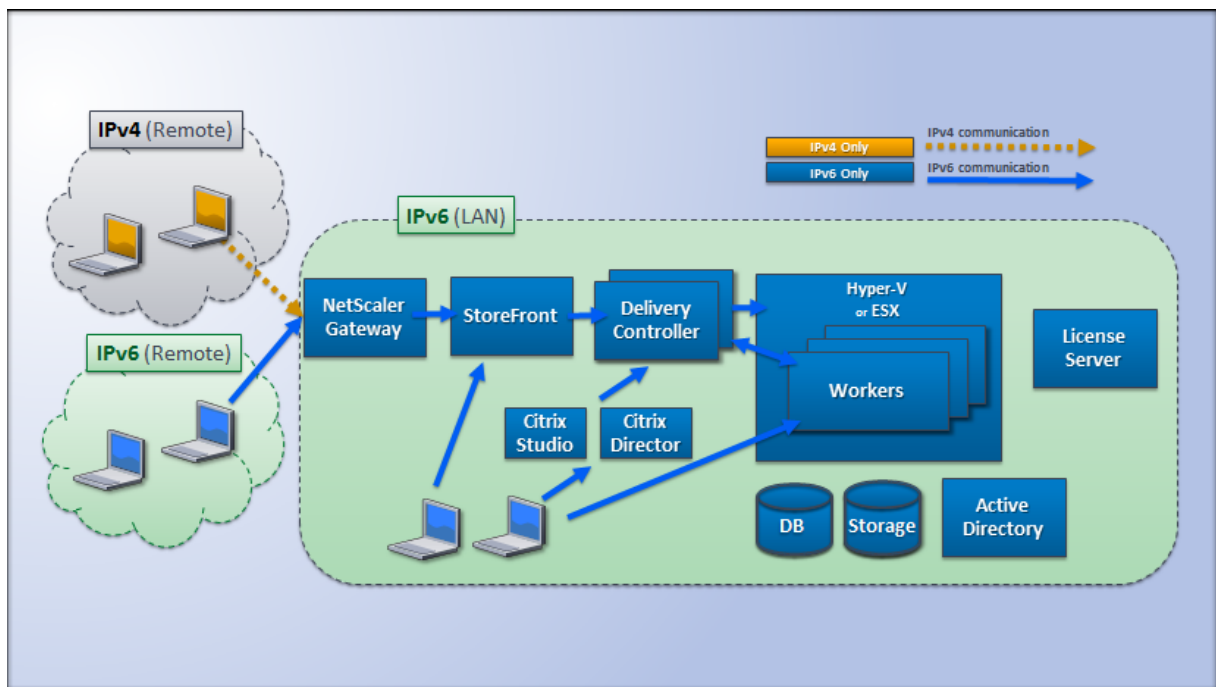 IPv4 (Remote)
IPv4 communication
IPv4 Only
IPv6 communication
IPv6 Only
IPv6 (LAN)
IPv6 (Remote)
NetScaler
Gateway
StoreFront
Delivery
Controller
Hyper-V
or ESX
Workers
License
Server
Citrix
Studio
Citrix
Director
DB
Storage
Active
Directory